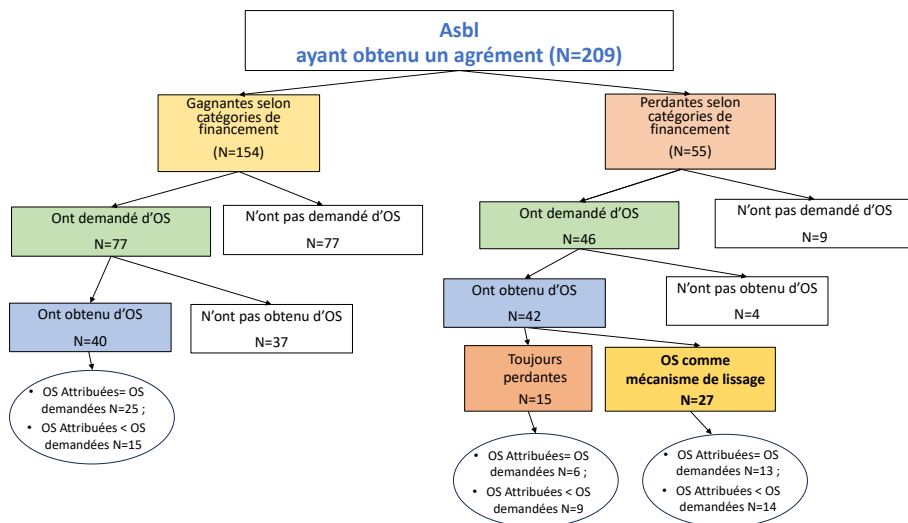 Asbl
ayant obtenu un agrément (N=209)
Gagnantes selon
catégories de
financement
(N=154)
Perdantes selon
catégories de
financement
(N=55)
Ont demandé d'OS
N=77
N'ont pas demandé d'OS
N=77
Ont demandé d'OS
N=46
N'ont pas demandé d'OS
N=9
Ont obtenu d'OS
N=40
N'ont pas obtenu d'OS
N=37
Ont obtenu d'OS
N=42
N'ont pas obtenu d'OS
N=4
Toujours
perdantes
N=15
OS comme
mécanisme de lissage
N=27
• OS Attribuées= OS
demandées N=25 ;
• OS Attribuées < OS
demandées N=15
• OS Attribuées= OS
demandées N=6 ;
• OS Attribuées < OS
demandées N=9
• OS Attribuées= OS
demandées N=13 ;
• OS Attribuées < OS
demandées N=14